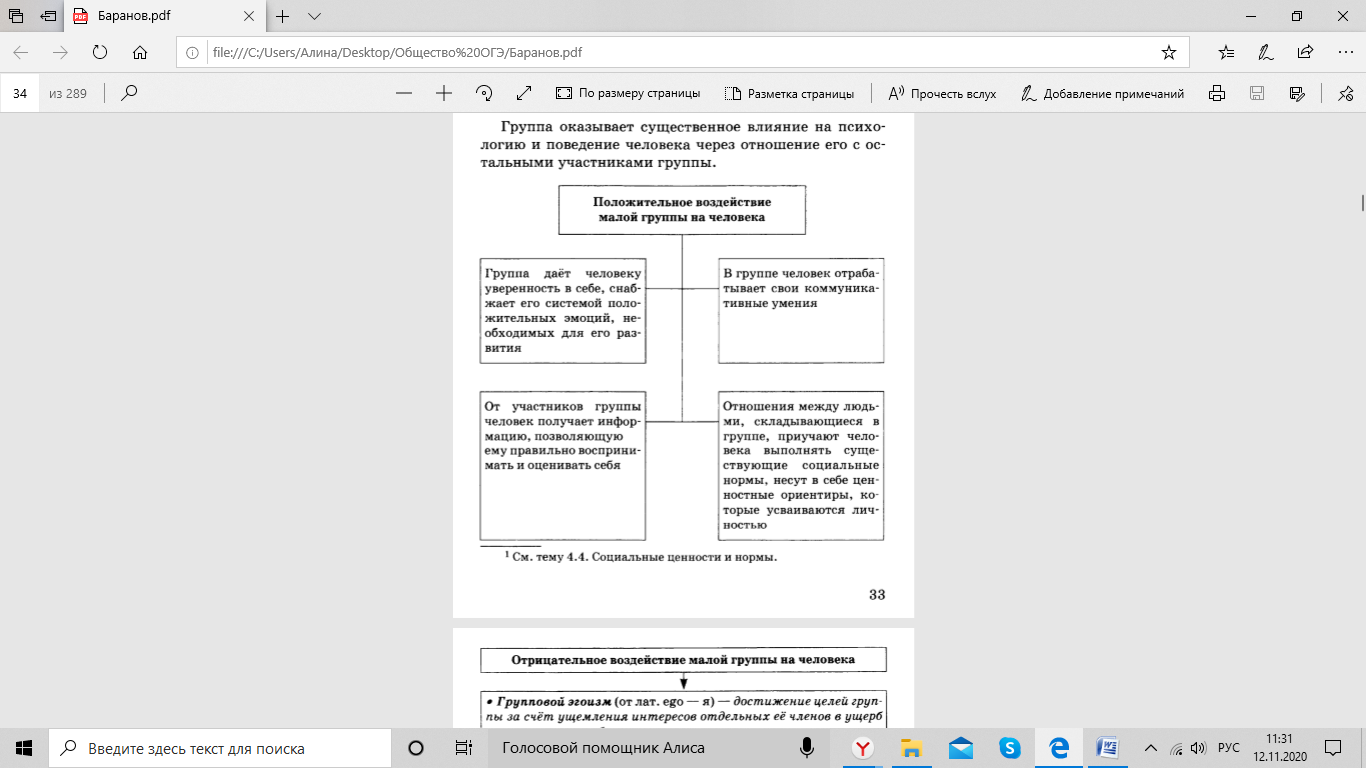 Баранов.pdf
file:///C:/Users/Алина/Desktop/Общество%20ОГЭ/Баранов.pdf
34 из 289
По размеру страницы
Разметка страницы
Прочесть вслух
Добавление примечаний
Группа оказывает существенное влияние на психо-
логию и поведение человека через отношение его с ос-
тальными участниками группы.
Положительное воздействие
малой группы на человека
Группа даёт человеку
уверенность в себе, снаб-
жает его системой поло-
жительных эмоций, не-
обходимых для его раз-
вития
В группе человек отраба-
тывает свои коммуника-
тивные умения
От участников группы
человек получает инфор-
мацию, позволяющую
ему правильно восприни-
мать и оценивать себя
Отношения между людь-
ми, складывающиеся в
группе, приучают чело-
века выполнять суще-
ствующие социальные
нормы, несут в себе цен-
ностные ориентиры, ко-
торые усваиваются лич-
ностью
1 См. тему 4.4. Социальные ценности и нормы.
33
Отрицательное воздействие малой группы на человека
• Групповой эгоизм (от лат. ego — я) — достижение целей груп-
пы за счёт ущемления интересов отдельных её членов в ущерб
Введите здесь текст для поиска
Голосовой помощник Алиса
РУС
11:31
12.11.2020